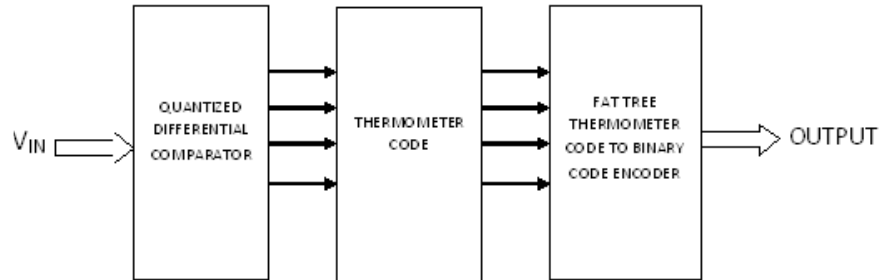 VIN
QUANTIZED
DIFFERENTIAL
COMPARATOR
THERMOMETER
CODE
FAT TREE
THERMOMETER
CODE TO BINARY
CODE ENCODER
OUTPUT